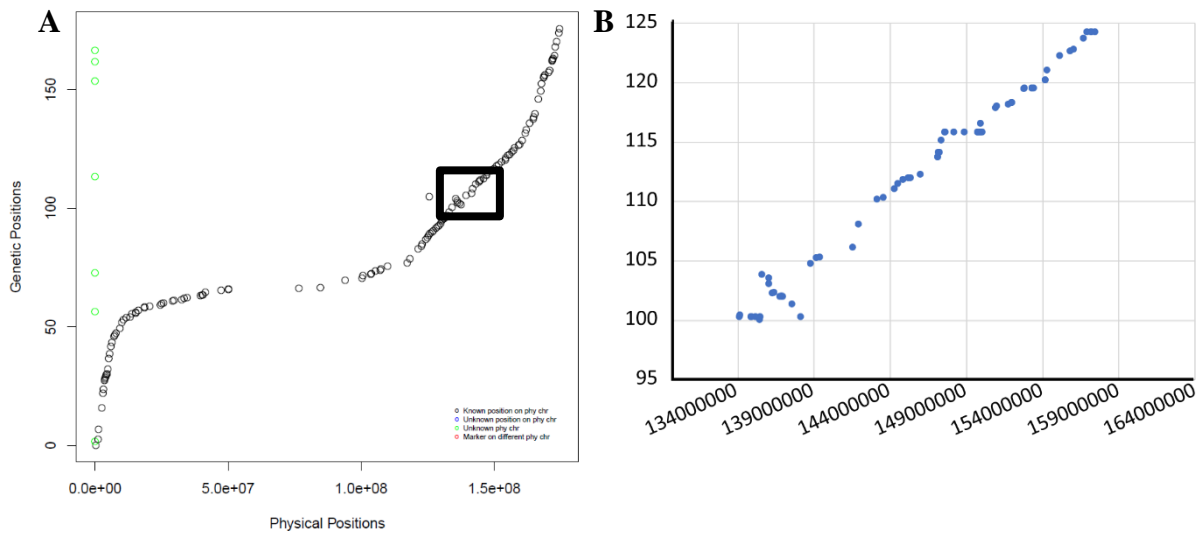 A
Genetic Positions
150
100
50
0
Known position on phy chr
Unknown position on phy chr
Unknown phy chr
Marker on different phy chr
0.0e+00 5.0e+07 1.0e+08 1.5e+08
Physical Positions
B
125
120
115
110
105
100
95
134000000 139000000 144000000 149000000 154000000 159000000 164000000